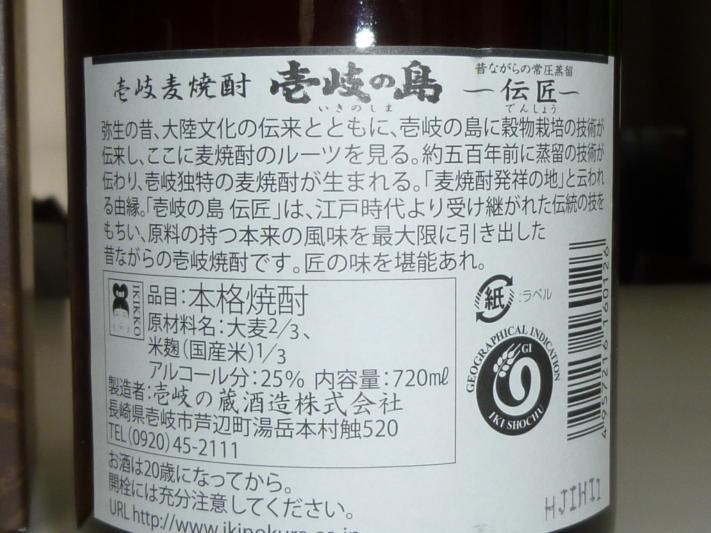 壱岐麦焼酎 壱岐の島 昔ながらの常圧蒸留
いきのしま ー伝匠ー
でんしょう
弥生の昔、大陸文化の伝来とともに、壱岐の島に穀物栽培の技術が
伝来し、ここに麦焼酎のルーツを見る。約五百年前に蒸留の技術が
伝わり、壱岐独特の麦焼酎が生まれる。「麦焼酎発祥の地」と云われ
る由縁。「壱岐の島 伝匠」は、江戸時代より受け継がれた伝統の技を
もちい、原料の持つ本来の風味を最大限に引き出した
昔ながらの壱岐焼酎です。匠の味を堪能あれ。
IKIKKO
品目:本格焼酎
原材料名:大麦2/3、
米麹(国産米)1/3
アルコール分:25% 内容量:720ml
製造者:壱岐の蔵酒造株式会社
長崎県壱岐市芦辺町湯岳本村触520
TEL(0920)45-2111
お酒は20歳になってから。
開栓には充分注意してください。
URL http://www.ikinokura.co.jp
紙 :ラベル
GEOGRAPHICAL INDICATION
GI
IKI SHOCHU
4957216160126
HJIHI1